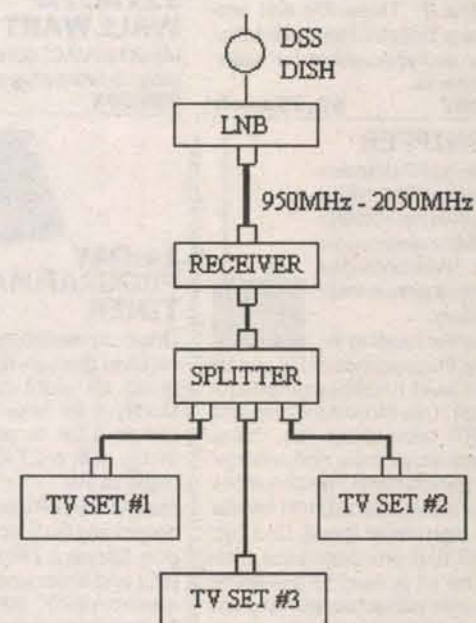 DSS
DISH
LNB
950MHz - 2050MHz
RECEIVER
SPLITTER
TV SET #1
TV SET #2
TV SET #3